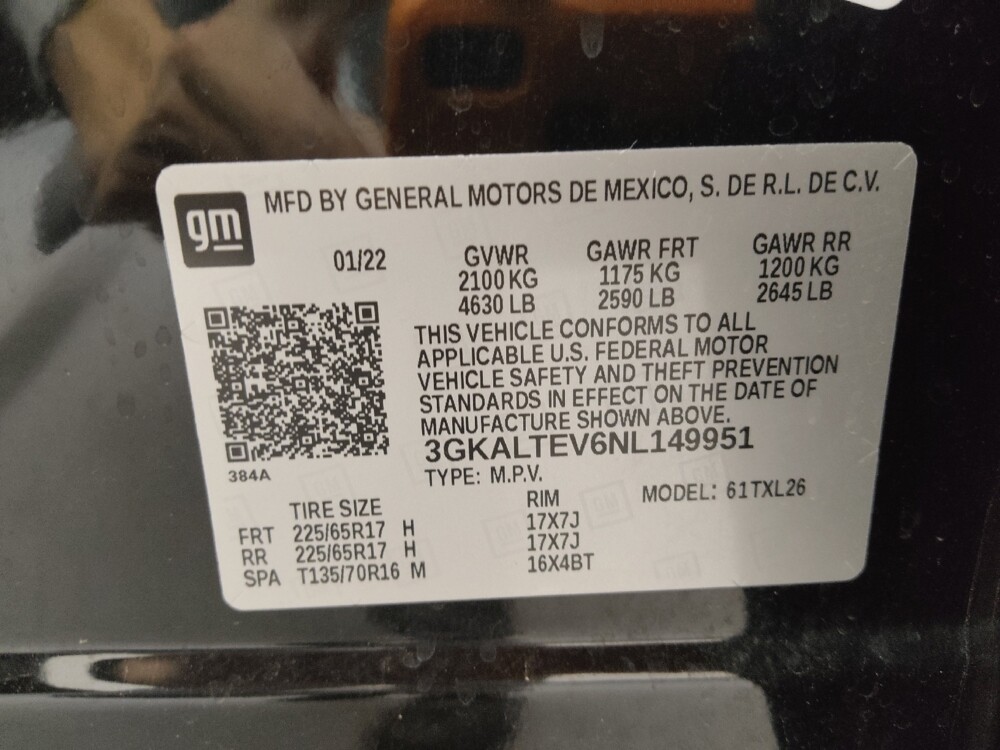 gm
MFD BY GENERAL MOTORS DE MEXICO, S. DE R.L. DE C.V.
01/22 GVWR GAWR FRT GAWR RR
2100 KG 1175 KG 1200 KG
4630 LB 2590 LB 2645 LB
THIS VEHICLE CONFORMS TO ALL
APPLICABLE U.S. FEDERAL MOTOR
VEHICLE SAFETY AND THEFT PREVENTION
STANDARDS IN EFFECT ON THE DATE OF
MANUFACTURE SHOWN ABOVE.
3GKALTEV6NL149951
384A
TYPE: M.P.V.
TIRE SIZE RIM MODEL: 61TXL26
FRT 225/65R17 H 17X7J
RR 225/65R17 H 17X7J
SPA T135/70R16 M 16X4BT